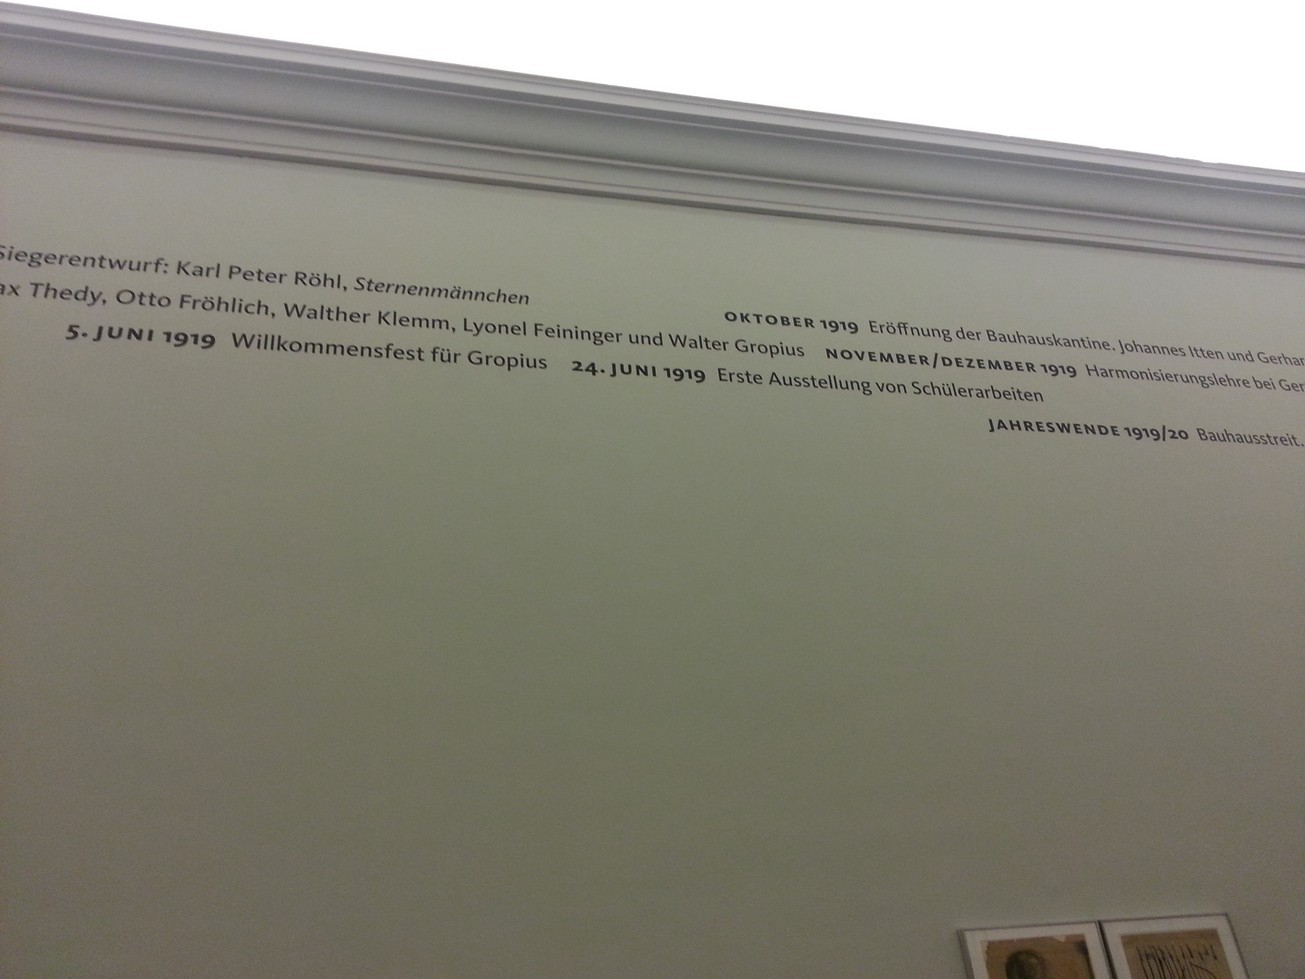 Siegerentwurf: Karl Peter Röhl, Sternenmännchen
OKTOBER 1919 Eröffnung der Bauhauskantine. Johannes Itten und
Thedy, Otto Fröhlich, Walther Klemm, Lyonel Feininger und Walter Gropius
NOVEMBER/DEZEMBER 1919 Harmonisierungslehre bei
5. JUNI 1919 Willkommensfest für Gropius 24. JUNI 1919 Erste Ausstellung von Schülerarbeiten
JAHRESWENDE 1919/20 Bauhausstreit.